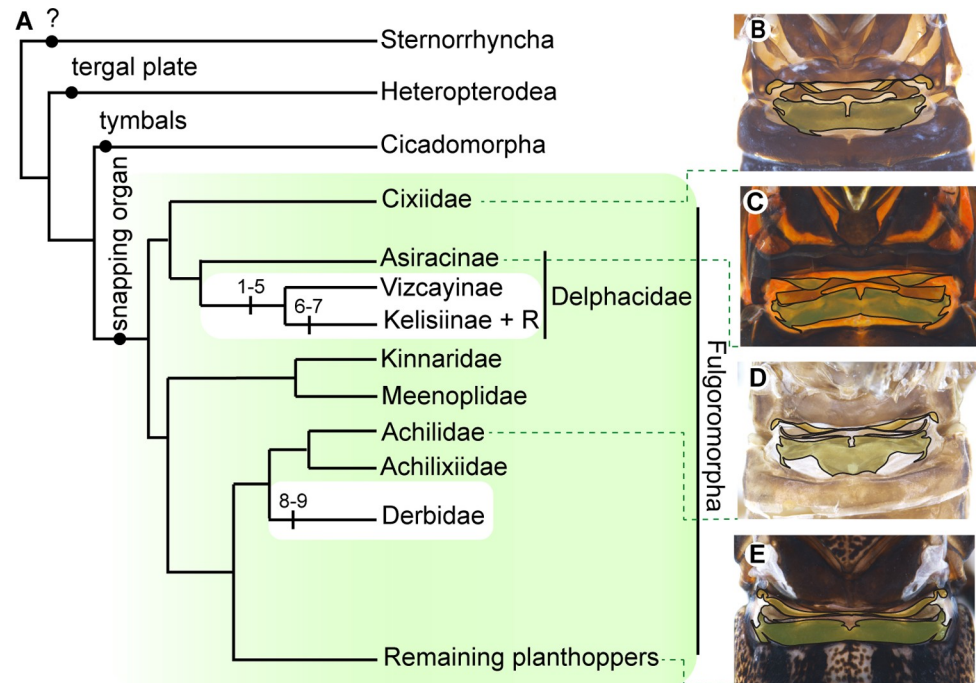 A
?
Sternorrhyncha
tergal plate
Heteropterodea
tymbals
Cicadomorpha
snapping organ
Cixiidae
Asiracinae
1-5
Vizcayinae
6-7
Kelisiinae + R
Delphacidae
Kinnaridae
Meenoplidae
Achilidae
Achilixiidae
8-9
Derbidae
Remaining planthoppers
Fulgoromorpha
B
C
D
E